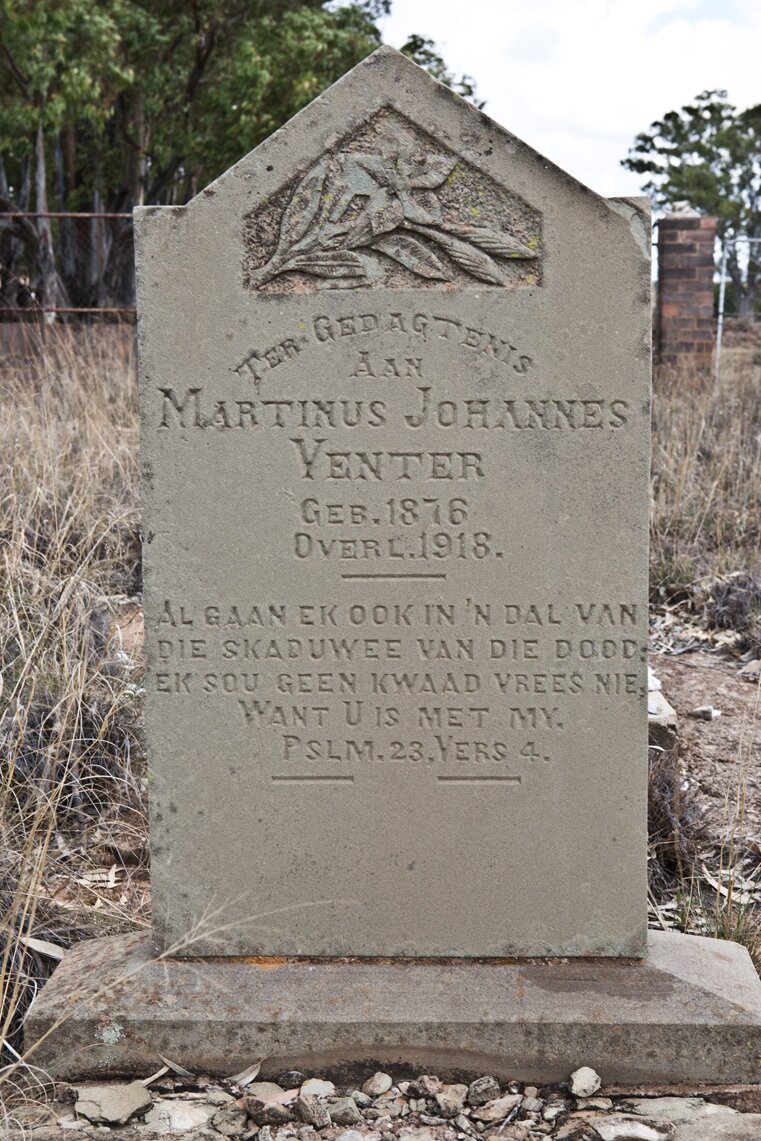 TER GEDAGTENIS
AAN
MARTINUS JOHANNES
VENTER
GEB. 1876
OVERL. 1918.
AL GAAN EK OOK IN 'N DAL VAN
DIE SKADUWEE VAN DIE DOOD:
EK SOU GEEN KWAAD VREES NIE,
WANT U IS MET MY.
PSLM. 23, VERS 4.